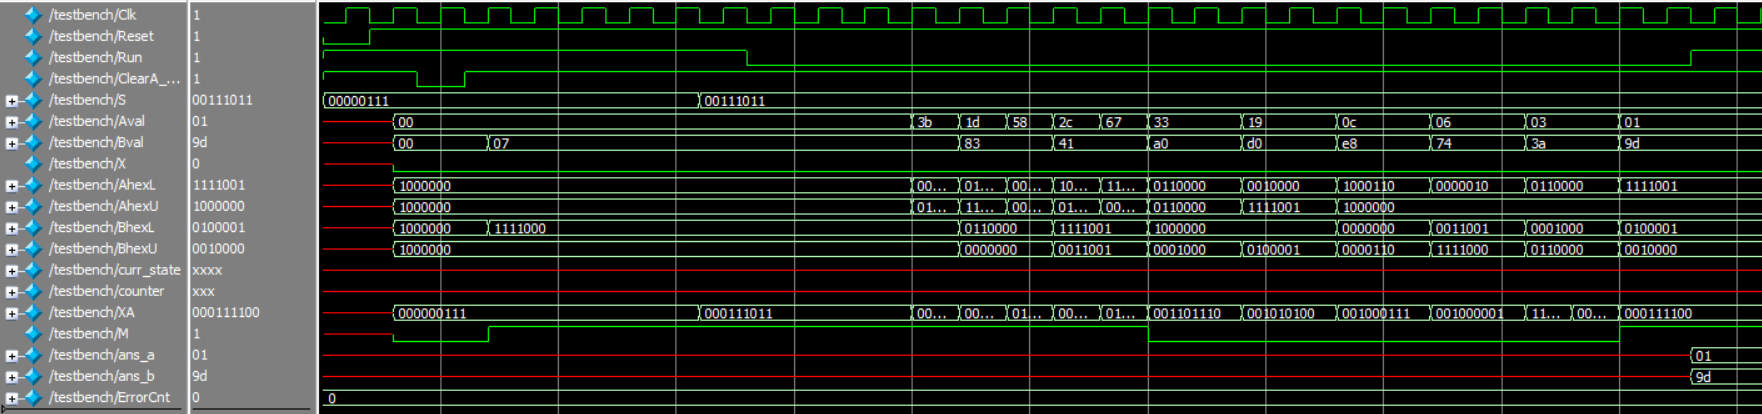 /testbench/Clk 1
/testbench/Reset 1
/testbench/Run 1
/testbench/ClearA_... 1
/testbench/S 00111011 00000111 00111011
/testbench/Aval 01 00 3b 1d 58 2c 67 33 19 0c 06 03 01
/testbench/Bval 9d 00 07 83 41 a0 d0 e8 74 3a 9d
/testbench/X 0
/testbench/AhexL 1111001 1000000 00... 01... 00... 10... 11... 0110000 0010000 1000110 0000010 0110000 1111001
/testbench/AhexU 1000000 1000000 01... 11... 00... 01... 00... 0110000 1111001 1000000
/testbench/BhexL 0100001 1000000 1111000 0110000 1111001 1000000 0000000 0011001 0001000 0100001
/testbench/BhexU 0010000 1000000 0000000 0011001 0001000 0100001 0000110 1111000 0110000 0010000
/testbench/curr_state xxxx
/testbench/counter xxx
/testbench/XA 000111100 000000111 000111011 00... 00... 01... 00... 01... 001101110 001010100 001000111 001000001 11... 00... 000111100
/testbench/M 1
/testbench/ans_a 01 01
/testbench/ans_b 9d 9d
/testbench/ErrorCnt 0 0